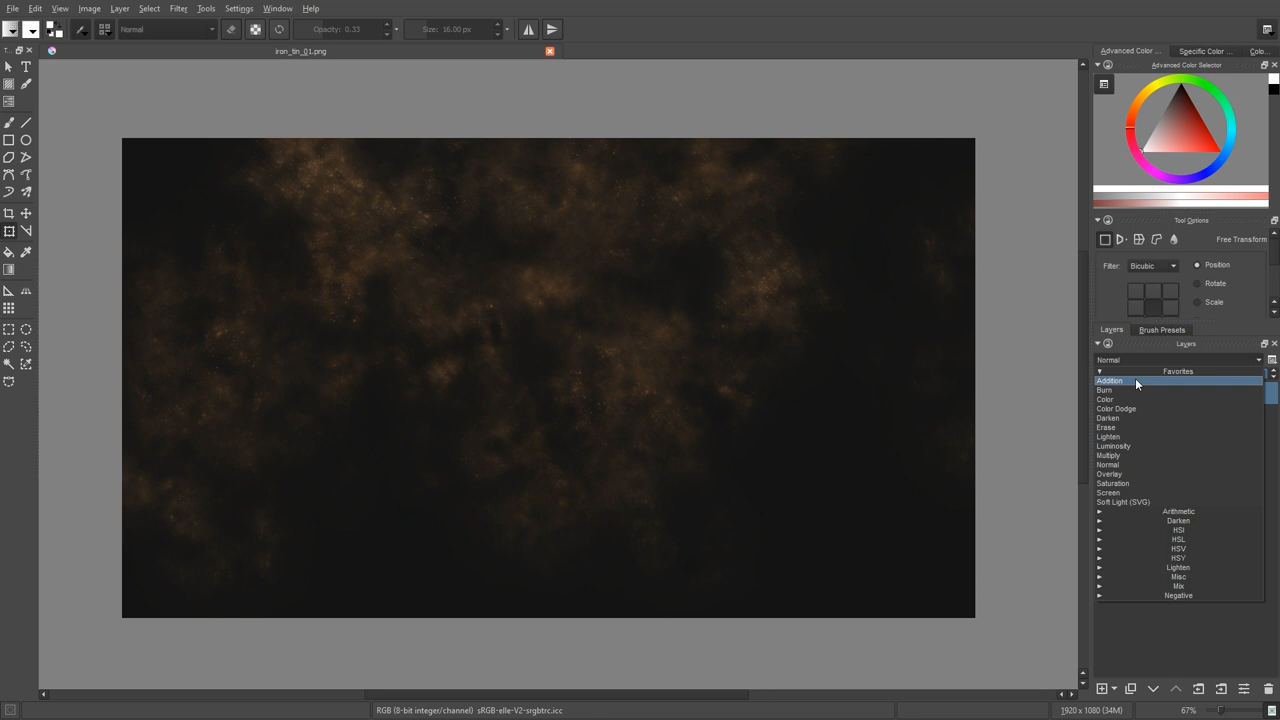 File Edit View Image Layer Select Filter Tools Settings Window Help
Normal Opacity: 0.33 Size: 16.00 px
T... iron_tin_01.png Advanced Color ... Specific Color ... Colo...
Advanced Color Selector
Tool Options
Free Transform
Filter: Bicubic Position
Rotate
Scale
Layers Brush Presets
Layers
Normal
Favorites
Addition
Burn
Color
Color Dodge
Darken
Erase
Lighten
Luminosity
Multiply
Normal
Overlay
Saturation
Screen
Soft Light (SVG)
Arithmetic
Darken
HSI
HSL
HSV
HSY
Lighten
Misc
Mix
Negative
RGB (8-bit integer/channel) sRGB-elle-V2-srgbtrc.icc 1920 x 1080 (34M) 67%